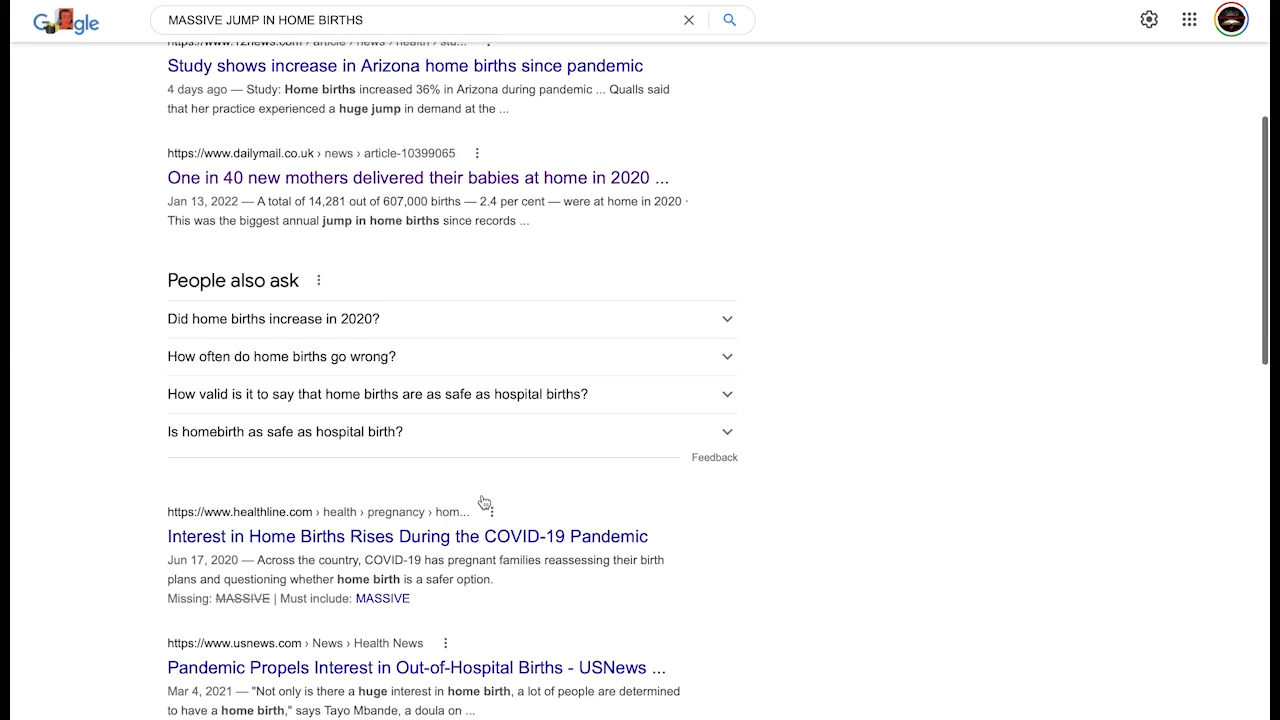 MASSIVE JUMP IN HOME BIRTHS
https://www.12news.com › article › news › health › stu...
Study shows increase in Arizona home births since pandemic
4 days ago — Study: Home births increased 36% in Arizona during pandemic ... Qualls said
that her practice experienced a huge jump in demand at the ...
https://www.dailymail.co.uk › news › article-10399065
One in 40 new mothers delivered their babies at home in 2020 ...
Jan 13, 2022 — A total of 14,281 out of 607,000 births — 2.4 per cent — were at home in 2020 ·
This was the biggest annual jump in home births since records ...
People also ask
Did home births increase in 2020?
How often do home births go wrong?
How valid is it to say that home births are as safe as hospital births?
Is homebirth as safe as hospital birth?
Feedback
https://www.healthline.com › health › pregnancy › hom...
Interest in Home Births Rises During the COVID-19 Pandemic
Jun 17, 2020 — Across the country, COVID-19 has pregnant families reassessing their birth
plans and questioning whether home birth is a safer option.
Missing: MASSIVE | Must include: MASSIVE
https://www.usnews.com › News › Health News
Pandemic Propels Interest in Out-of-Hospital Births - USNews ...
Mar 4, 2021 — "Not only is there a huge interest in home birth, a lot of people are determined
to have a home birth," says Tayo Mbande, a doula on ...